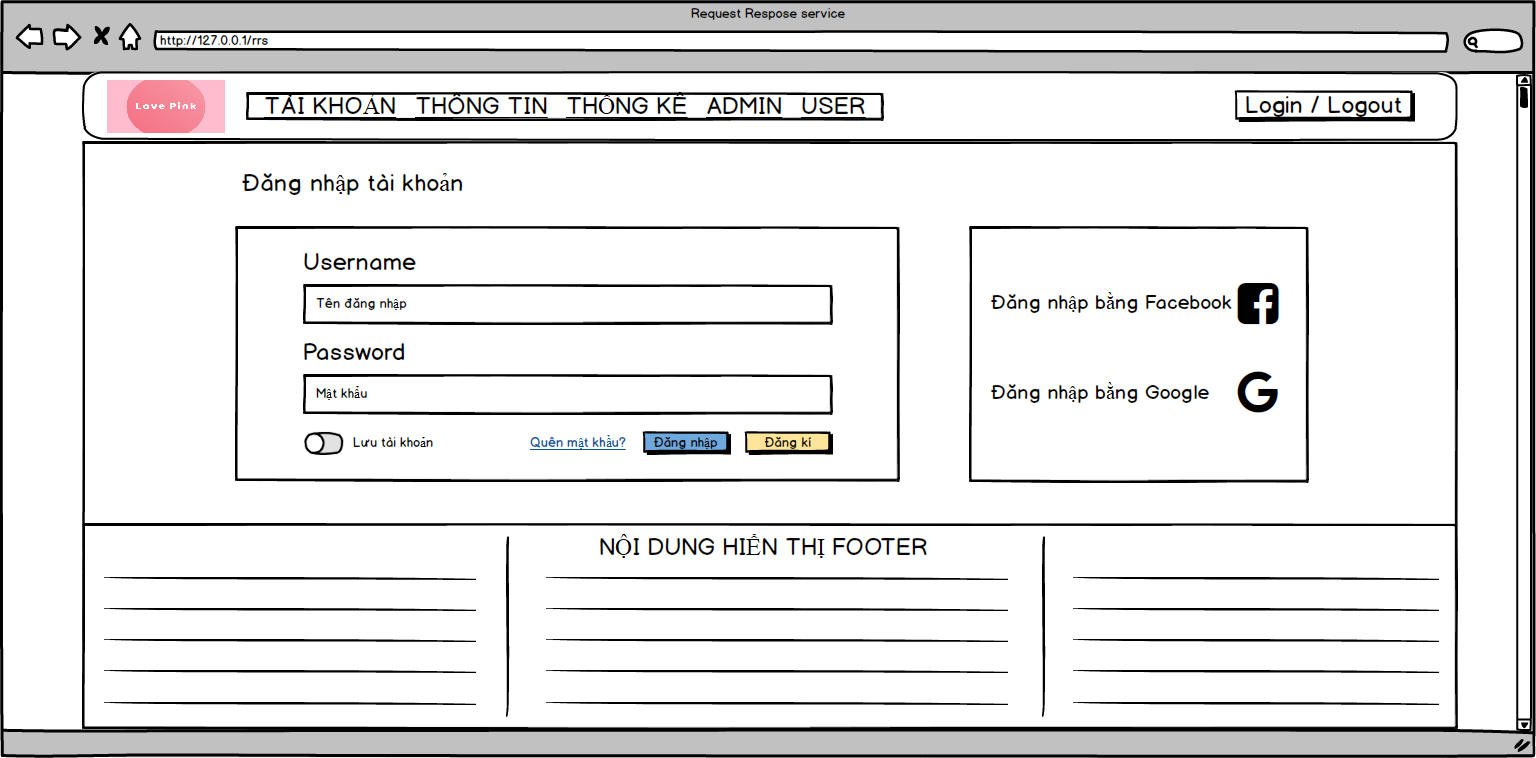 Request Respose service
http://127.0.0.1/rrs
Love Pink
TÀI KHOẢN THÔNG TIN THỐNG KÊ ADMIN USER
Login / Logout
Đăng nhập tài khoản
Username
Tên đăng nhập
Password
Mật khẩu
Lưu tài khoản Quên mật khẩu? Đăng nhập Đăng kí
Đăng nhập bằng Facebook
Đăng nhập bằng Google
NỘI DUNG HIỂN THỊ FOOTER